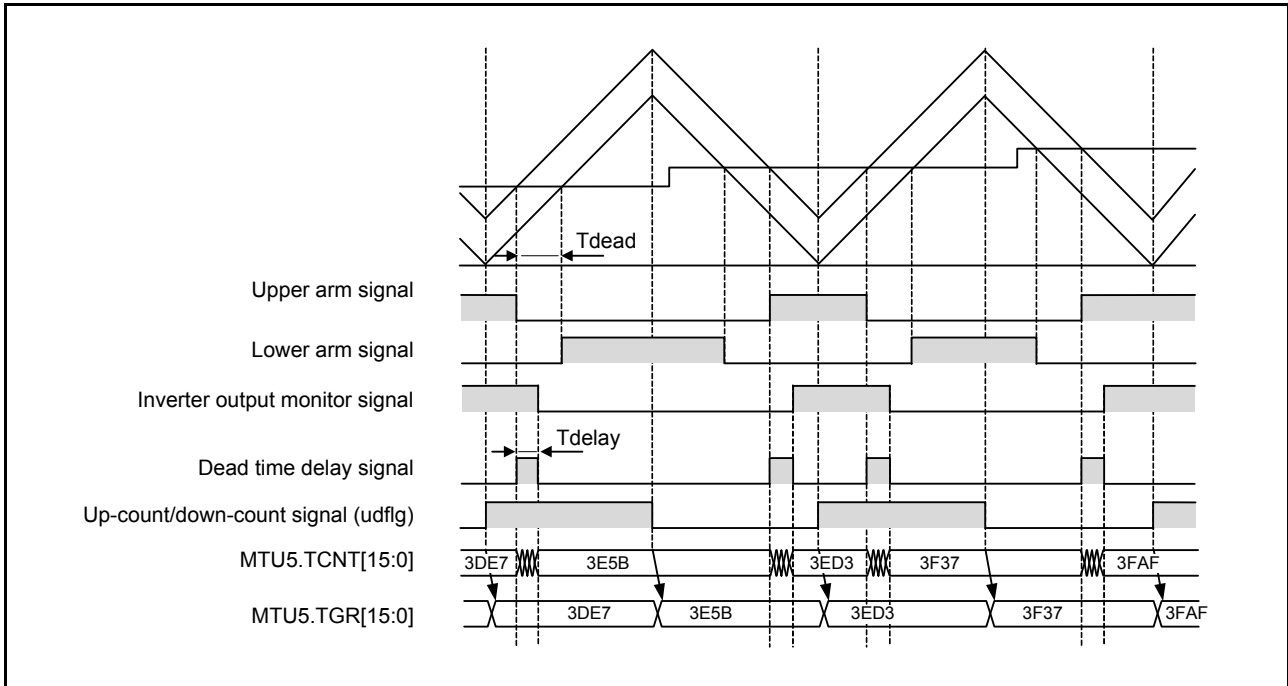 Tdead
Upper arm signal
Lower arm signal
Inverter output monitor signal
Tdelay
Dead time delay signal
Up-count/down-count signal (udflg)
MTU5.TCNT[15:0] 3DE7 3E5B 3ED3 3F37 3FAF
MTU5.TGR[15:0] 3DE7 3E5B 3ED3 3F37 3FAF